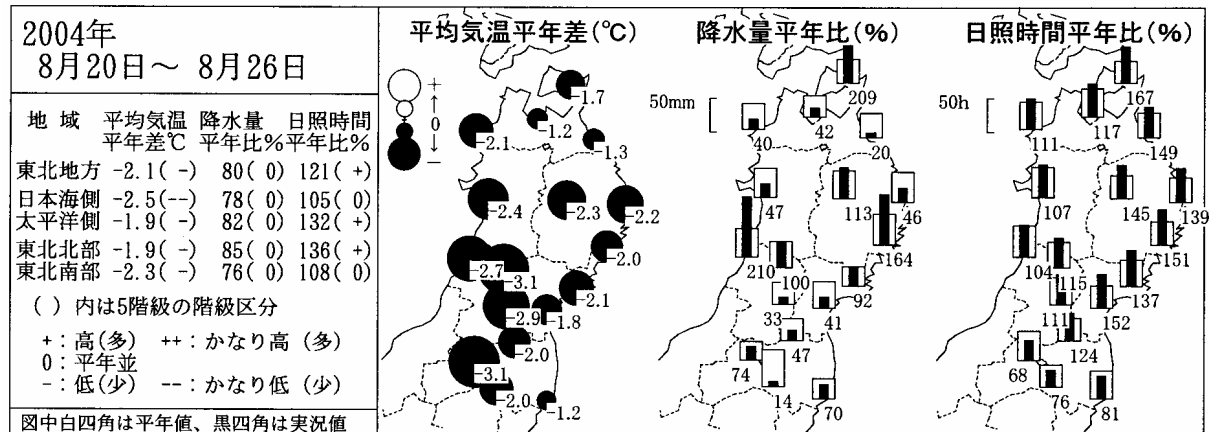 2004年
8月20日～ 8月26日
地 域 平均気温 降水量 日照時間
平年差℃ 平年比% 平年比%
東北地方 -2.1( -) 80( 0) 121( +)
日本海側 -2.5(--) 78( 0) 105( 0)
太平洋側 -1.9( -) 82( 0) 132( +)
東北北部 -1.9( -) 85( 0) 136( +)
東北南部 -2.3( -) 76( 0) 108( 0)
( ) 内は5階級の階級区分
+：高(多) ++：かなり高 (多)
0：平年並
-：低(少) --：かなり低 (少)
図中白四角は平年値、黒四角は実況値
平均気温平年差(℃)
+
↑
0
↓
-
-1.7
-1.2
-2.1
-1.3
-2.4
-2.3
-2.2
-2.0
-2.7
-3.1
-2.1
-2.9
-1.8
-2.0
-3.1
-2.0
-1.2
降水量平年比(%)
50mm
209
42
40
20
47
113
46
164
210
100
92
33
41
47
74
14
70
日照時間平年比(%)
50h
167
117
111
149
107
145
139
151
104
115
137
111
152
124
68
76
81